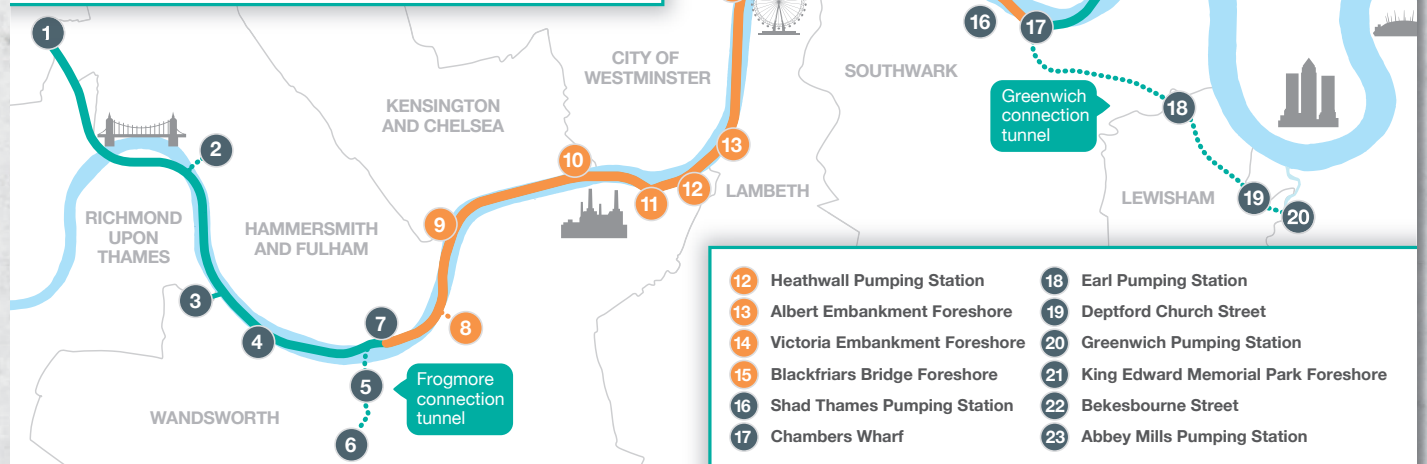 1
16
17
CITY OF
WESTMINSTER
SOUTHWARK
KENSINGTON
AND CHELSEA
Greenwich
connection
tunnel
18
2
13
10
12
11
LAMBETH
LEWISHAM
19
20
RICHMOND
UPON
THAMES
HAMMERSMITH
AND FULHAM
9
3
7
8
4
5
Frogmore
connection
tunnel
WANDSWORTH
6
12 Heathwall Pumping Station
13 Albert Embankment Foreshore
14 Victoria Embankment Foreshore
15 Blackfriars Bridge Foreshore
16 Shad Thames Pumping Station
17 Chambers Wharf
18 Earl Pumping Station
19 Deptford Church Street
20 Greenwich Pumping Station
21 King Edward Memorial Park Foreshore
22 Bekesbourne Street
23 Abbey Mills Pumping Station